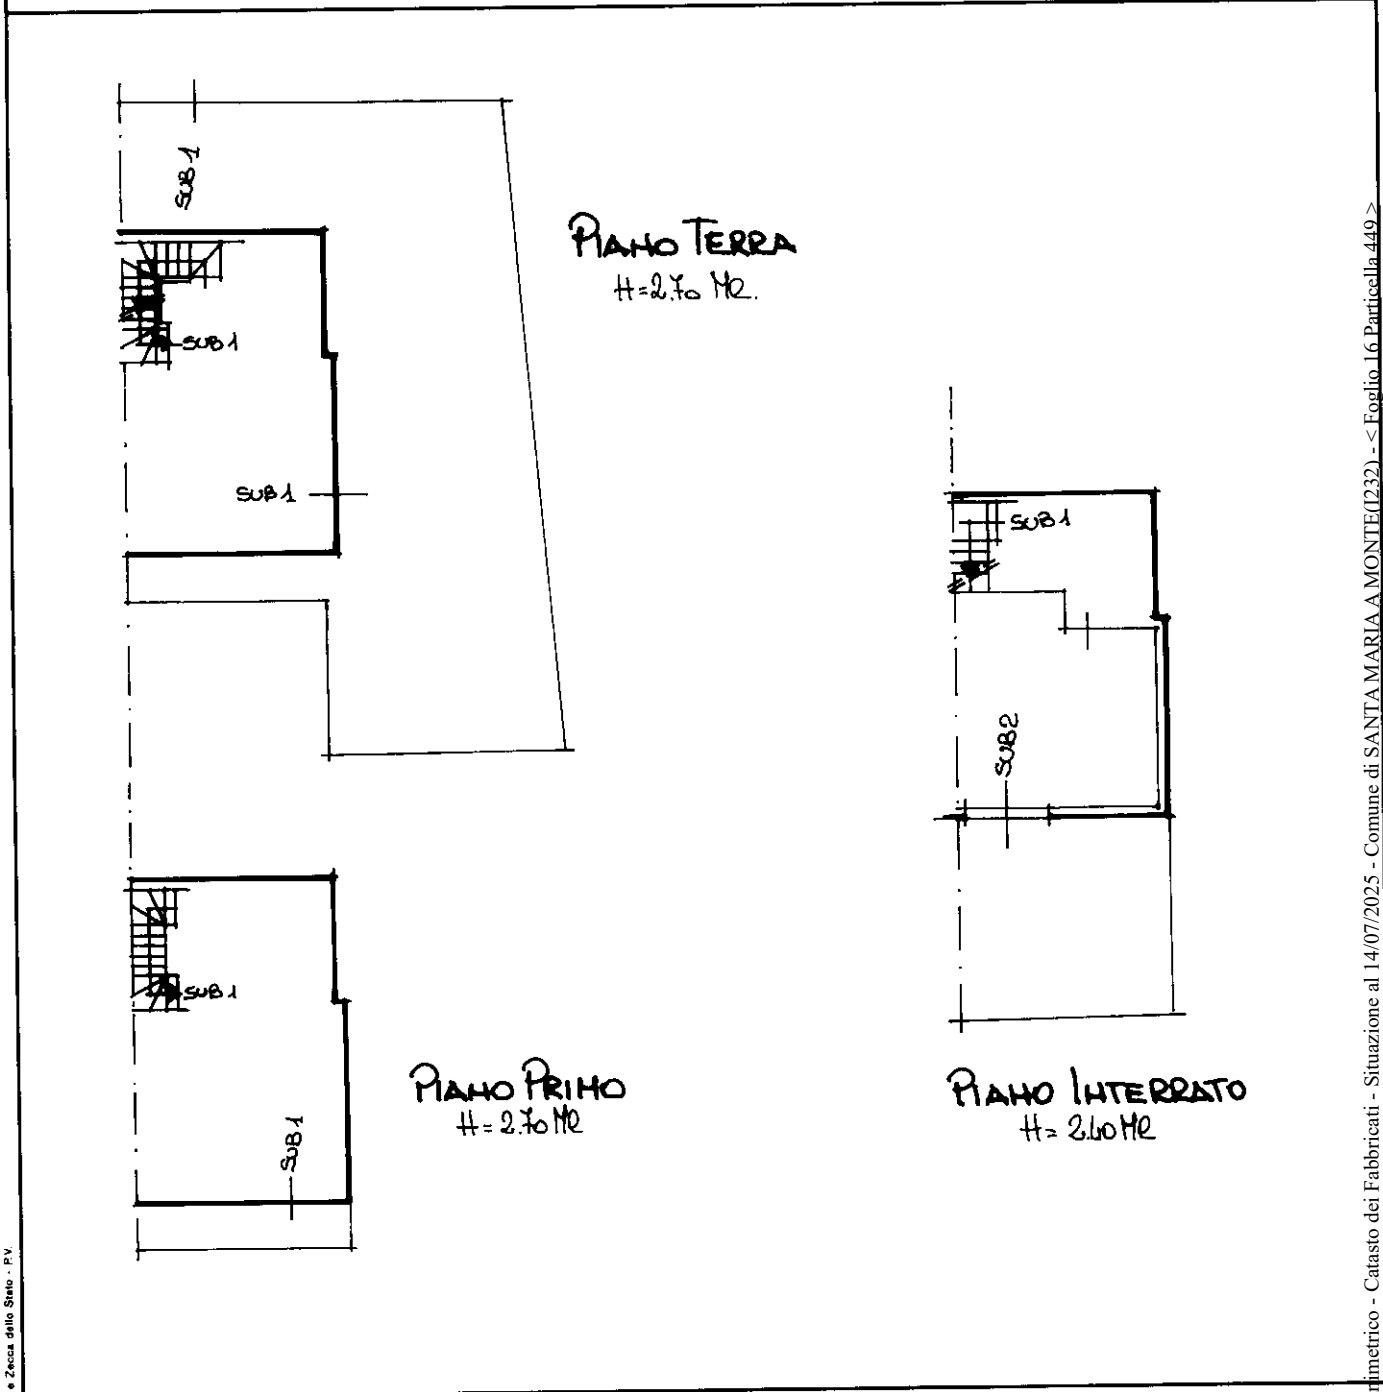 SUB 1
PIANO TERRA
H=2.70 Ml.
SUB 1
SUB 1
SUB 1
SUB 2
SUB 1
PIANO PRIMO
H=2.70 Ml
SUB 1
PIANO INTERRATO
H=2.40 Ml
e Zecca dello Stato - P.V.
nimetrico - Catasto dei Fabbricati - Situazione al 14/07/2025 - Comune di SANTA MARIA A MONTE(I232) - < Foglio 16 Particella 449 >